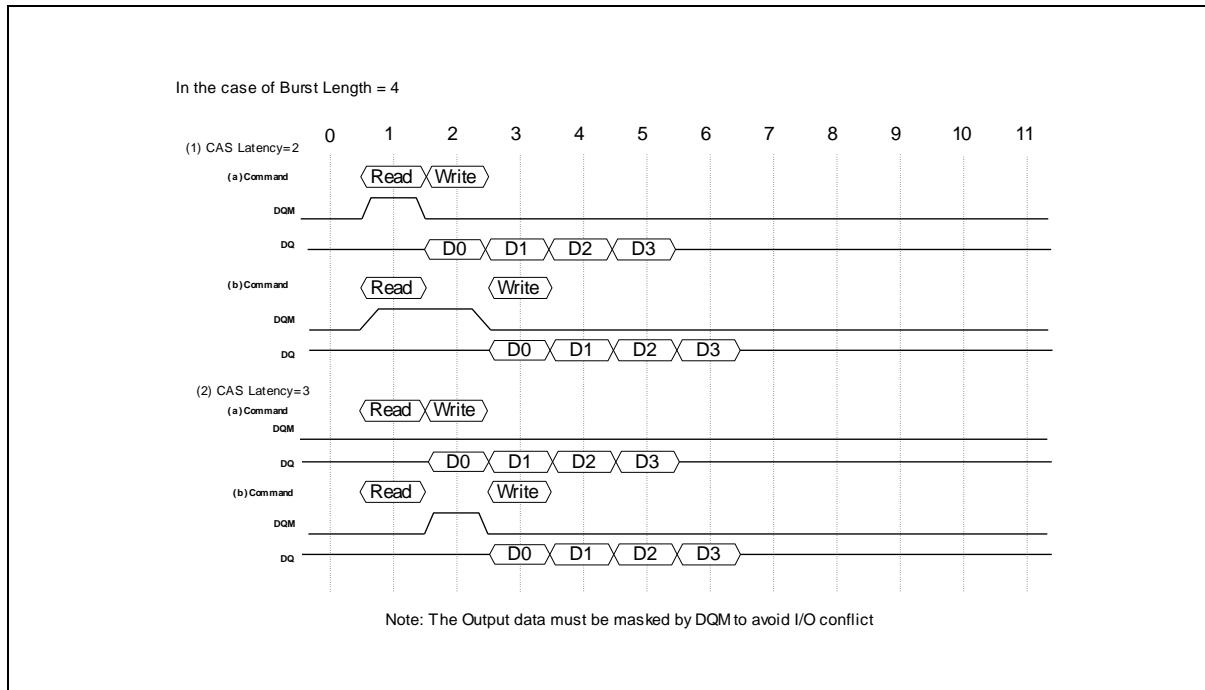 In the case of Burst Length = 4
0 1 2 3 4 5 6 7 8 9 10 11
(1) CAS Latency=2
(a)Command Read Write
DQM
DQ D0 D1 D2 D3
(b)Command Read Write
DQM
DQ D0 D1 D2 D3
(2) CAS Latency=3
(a)Command Read Write
DQM
DQ D0 D1 D2 D3
(b)Command Read Write
DQM
DQ D0 D1 D2 D3
Note: The Output data must be masked by DQM to avoid I/O conflict